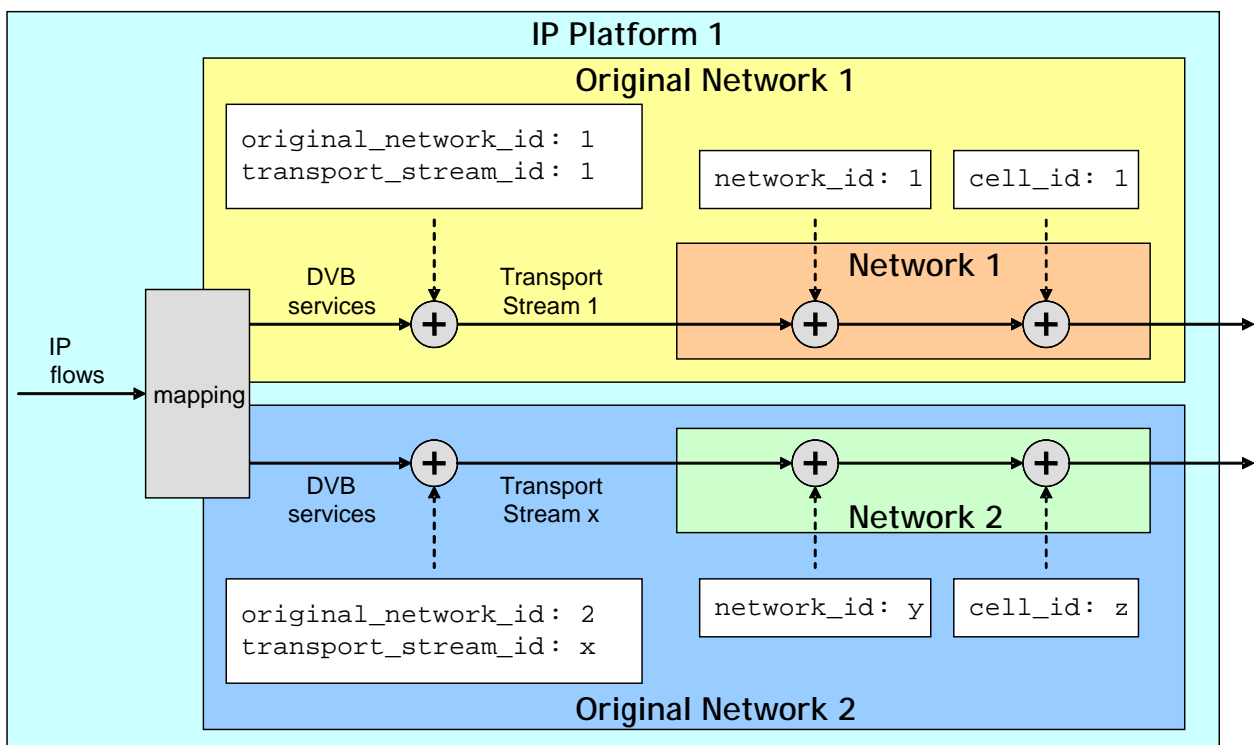 IP Platform 1
Original Network 1
original_network_id: 1
transport_stream_id: 1
network_id: 1
cell_id: 1
Network 1
DVB
services
Transport
Stream 1
IP
flows
mapping
DVB
services
Transport
Stream x
Network 2
original_network_id: 2
transport_stream_id: x
network_id: y
cell_id: z
Original Network 2